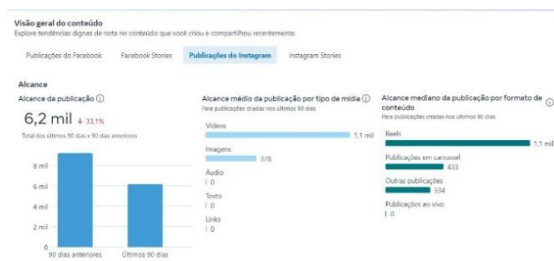 Visão geral do conteúdo
Explore tendências dignas de nota no conteúdo que você criou e compartilhou recentemente.
Publicações do Facebook
Facebook Stories
Publicações do Instagram
Instagram Stories
Alcance
Alcance da publicação
6,2 mil ↓ 33,1%
Total dos últimos 90 dias x 90 dias anteriores
8 mil
6 mil
4 mil
2 mil
0
90 dias anteriores
Últimos 90 dias
Alcance médio da publicação por tipo de mídia
Para publicações criadas nos últimos 90 dias
Vídeos
1,1 mil
Imagens
378
Áudio
0
Texto
0
Links
0
Alcance mediano da publicação por formato de
conteúdo
Para publicações criadas nos últimos 90 dias
Reels
1,1 mil
Publicações em carrossel
433
Outras publicações
334
Publicações ao vivo
0